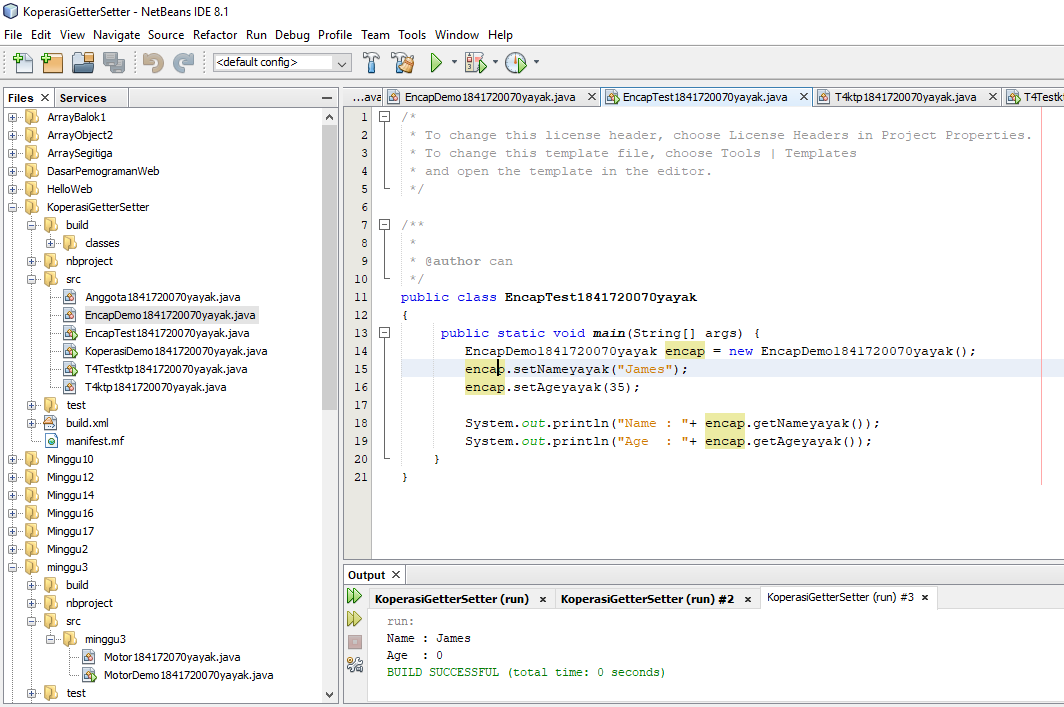 KoperasiGetterSetter - NetBeans IDE 8.1
File Edit View Navigate Source Refactor Run Debug Profile Team Tools Window Help
<default config>
Files
Services
ArrayBalok1
ArrayObject2
ArraySegitiga
DasarPemogramanWeb
HelloWeb
KoperasiGetterSetter
build
classes
nbproject
src
Anggota1841720070yayak.java
EncapDemo1841720070yayak.java
EncapTest1841720070yayak.java
KoperasiDemo1841720070yayak.java
T4Testktp1841720070yayak.java
T4ktp1841720070yayak.java
test
build.xml
manifest.mf
Minggu10
Minggu12
Minggu14
Minggu16
Minggu17
Minggu2
minggu3
build
nbproject
src
minggu3
Motor184172070yayak.java
MotorDemo1841720070yayak.java
test
...ava EncapDemo1841720070yayak.java EncapTest1841720070yayak.java T4ktp1841720070yayak.java T4Testk
1 /*
2 * To change this license header, choose License Headers in Project Properties.
3 * To change this template file, choose Tools | Templates
4 * and open the template in the editor.
5 */
6
7 /**
8 *
9 * @author can
10 */
11 public class EncapTest1841720070yayak
12 {
13 public static void main(String[] args) {
14 EncapDemo1841720070yayak encap = new EncapDemo1841720070yayak();
15 encap.setNameyayak("James");
16 encap.setAgeyayak(35);
17
18 System.out.println("Name : "+ encap.getNameyayak());
19 System.out.println("Age  : "+ encap.getAgeyayak());
20 }
21 }
Output
KoperasiGetterSetter (run) KoperasiGetterSetter (run) #2 KoperasiGetterSetter (run) #3
run:
Name : James
Age  : 0
BUILD SUCCESSFUL (total time: 0 seconds)